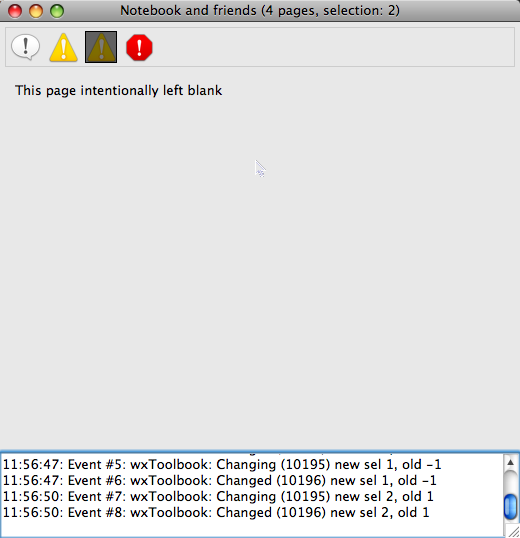 Notebook and friends (4 pages, selection: 2)
This page intentionally left blank
11:56:47: Event #5: wxToolbook: Changing (10195) new sel 1, old -1
11:56:47: Event #6: wxToolbook: Changed (10196) new sel 1, old -1
11:56:50: Event #7: wxToolbook: Changing (10195) new sel 2, old 1
11:56:50: Event #8: wxToolbook: Changed (10196) new sel 2, old 1